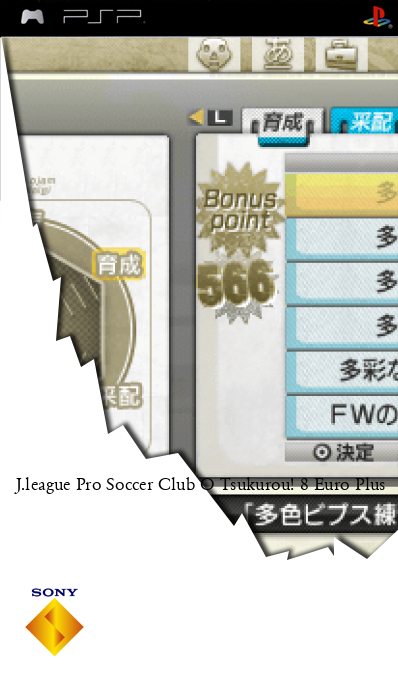 PSP
あ
L
育成
采配
Bonus
point
育成
566
多
多
多
多
多彩な
采配
FWの
決定
J.league Pro Soccer Club O Tsukurou! 8 Euro Plus
「多色ビブス練
SONY